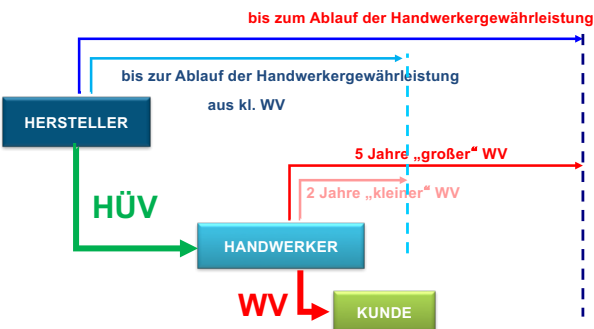 bis zum Ablauf der Handwerkergewährleistung
bis zur Ablauf der Handwerkergewährleistung
aus kl. WV
HERSTELLER
5 Jahre „großer“ WV
2 Jahre „kleiner“ WV
HÜV
HANDWERKER
WV
KUNDE